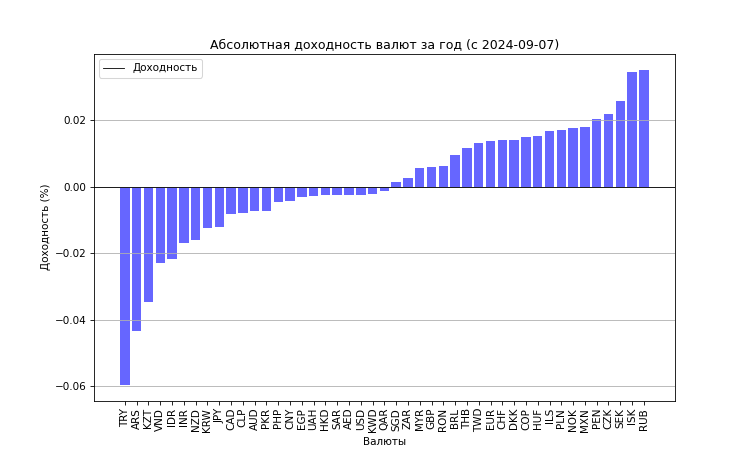 Абсолютная доходность валют за год (с 2024-09-07)
Доходность
0.02
0.00
−0.02
−0.04
−0.06
Доходность (%)
TRY
ARS
KZT
VND
IDR
INR
NZD
KRW
JPY
CAD
CLP
AUD
PKR
PHP
CNY
EGP
UAH
HKD
SAR
AED
USD
KWD
QAR
SGD
ZAR
MYR
GBP
RON
BRL
THB
TWD
EUR
CHF
DKK
COP
HUF
ILS
PLN
NOK
MXN
PEN
CZK
SEK
ISK
RUB
Валюты